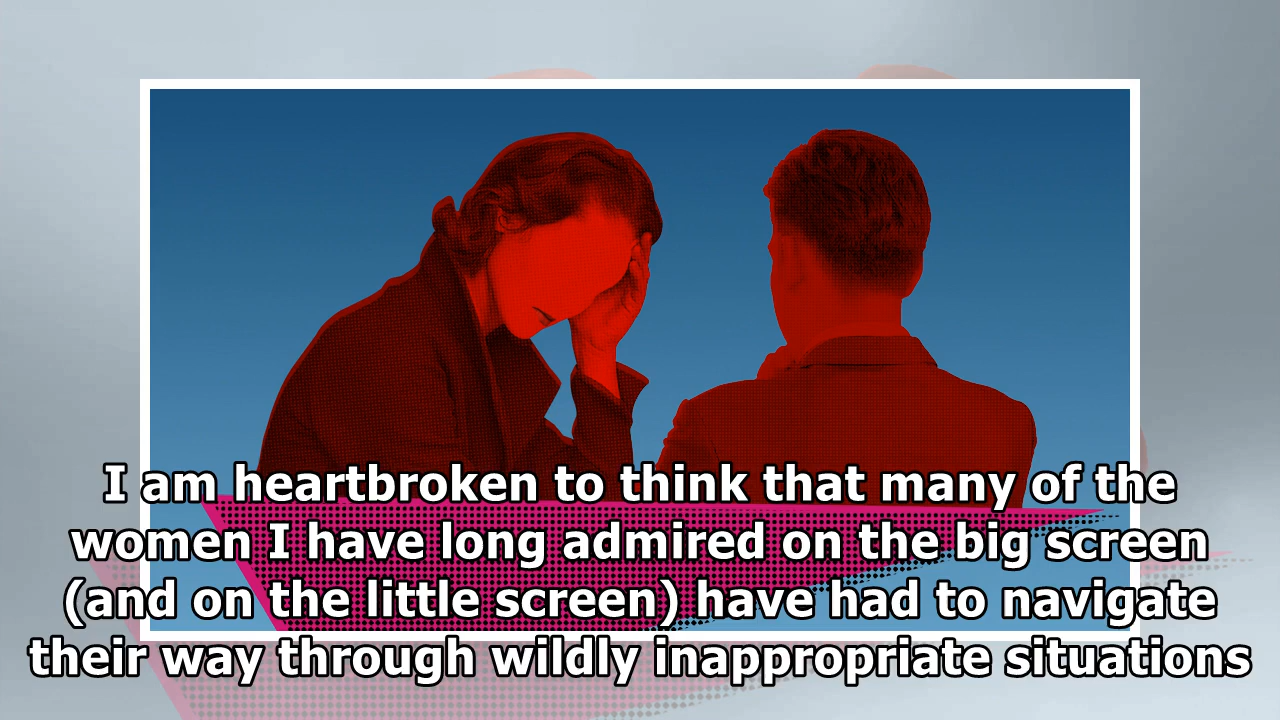 I am heartbroken to think that many of the
women I have long admired on the big screen
(and on the little screen) have had to navigate
their way through wildly inappropriate situations